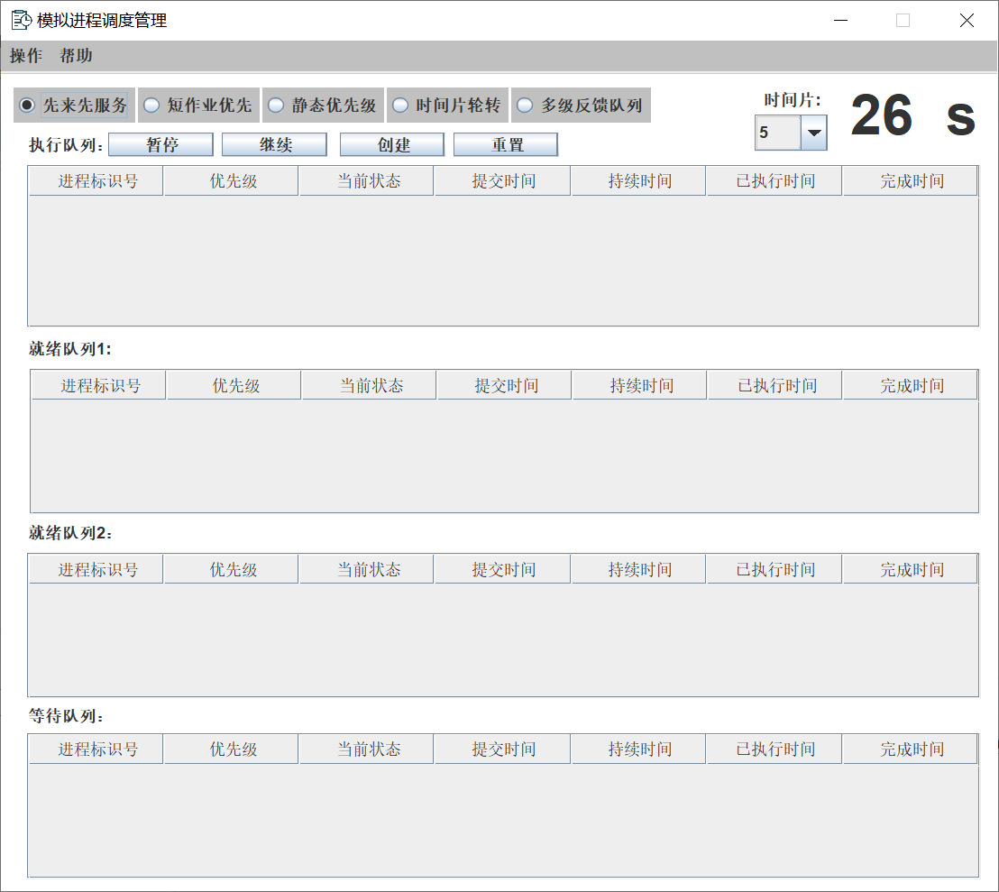 模拟进程调度管理
操作 帮助
先来先服务 短作业优先 静态优先级 时间片轮转 多级反馈队列
时间片:
5
26 s
执行队列: 暂停 继续 创建 重置
进程标识号 优先级 当前状态 提交时间 持续时间 已执行时间 完成时间
就绪队列1:
进程标识号 优先级 当前状态 提交时间 持续时间 已执行时间 完成时间
就绪队列2:
进程标识号 优先级 当前状态 提交时间 持续时间 已执行时间 完成时间
等待队列:
进程标识号 优先级 当前状态 提交时间 持续时间 已执行时间 完成时间